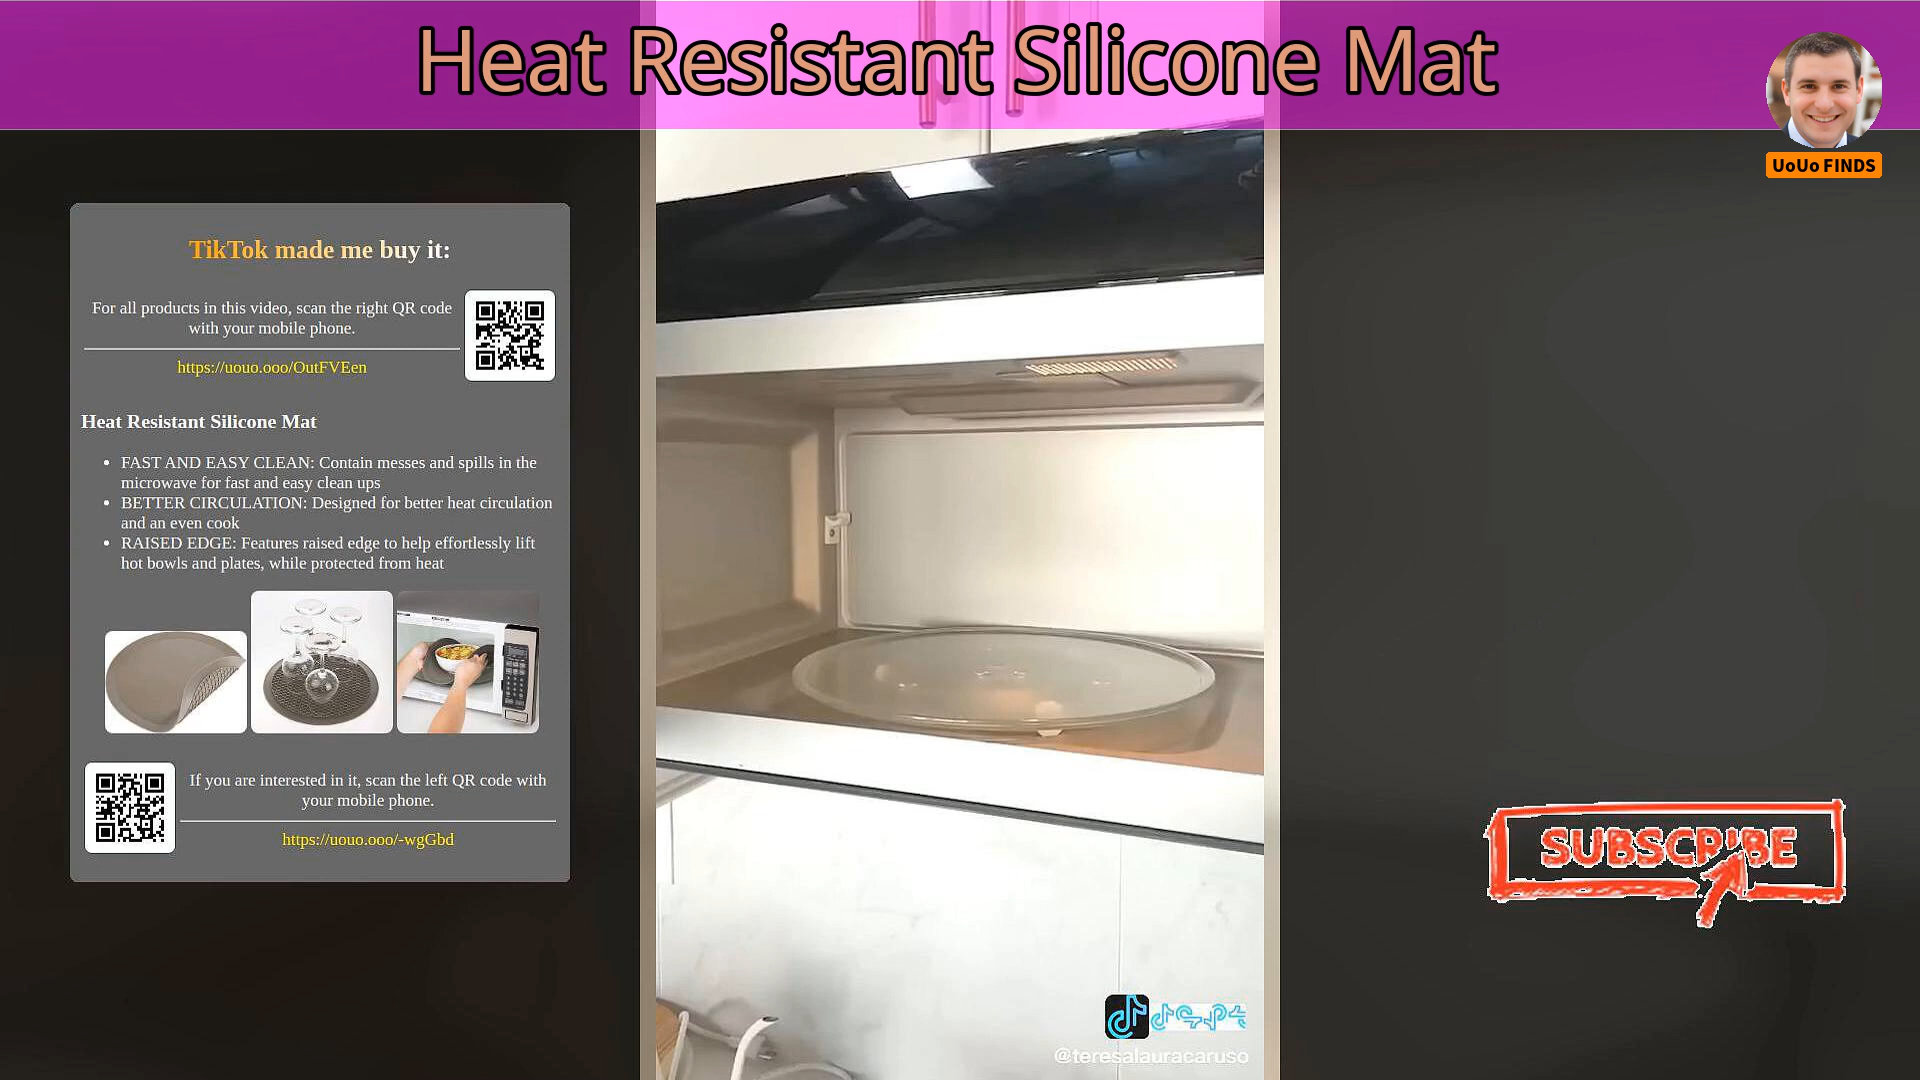 Heat Resistant Silicone Mat
UoUo FINDS
TikTok made me buy it:
For all products in this video, scan the right QR code
with your mobile phone.
https://uouo.ooo/OutFVEen
Heat Resistant Silicone Mat
• FAST AND EASY CLEAN: Contain messes and spills in the
microwave for fast and easy clean ups
• BETTER CIRCULATION: Designed for better heat circulation
and an even cook
• RAISED EDGE: Features raised edge to help effortlessly lift
hot bowls and plates, while protected from heat
If you are interested in it, scan the left QR code with
your mobile phone.
https://uouo.ooo/-wgGbd
SUBSCRIBE
@teresalauracaruso